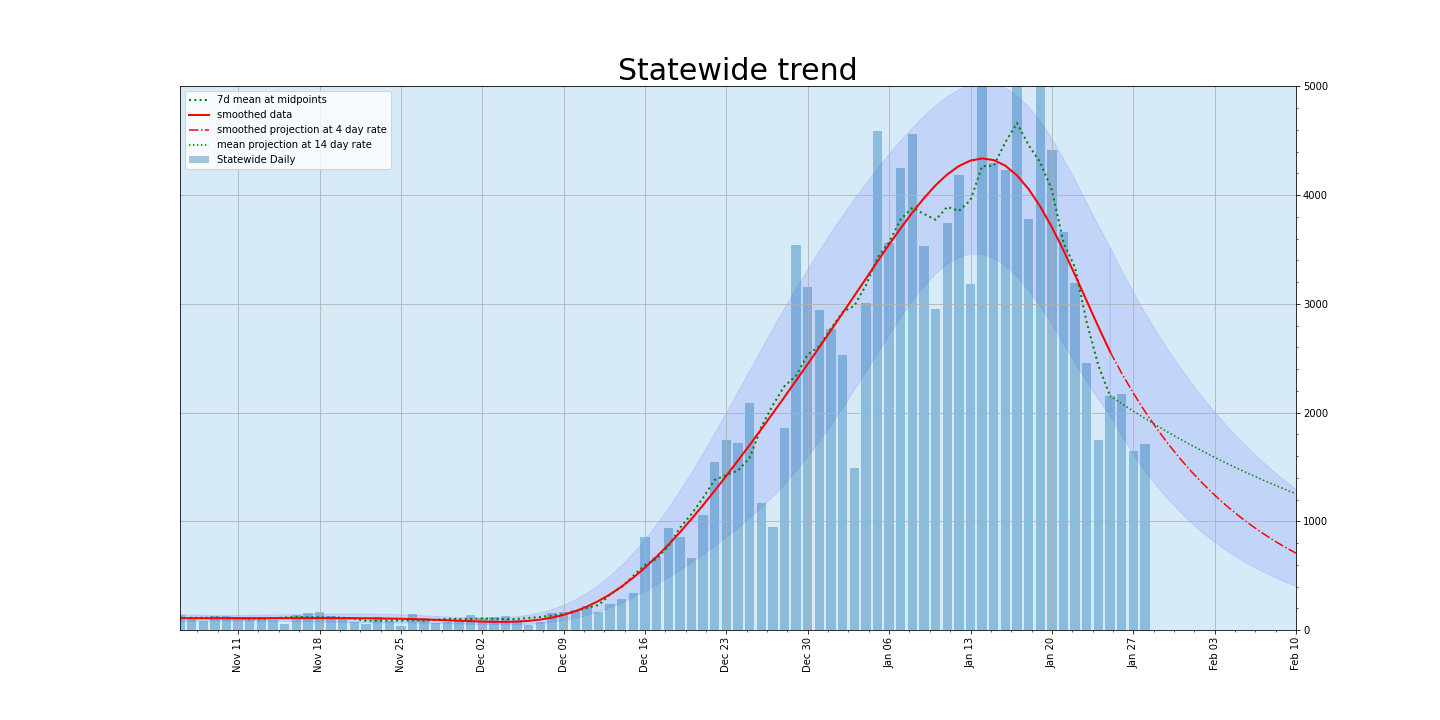 Statewide trend
7d mean at midpoints
smoothed data
smoothed projection at 4 day rate
mean projection at 14 day rate
Statewide Daily
5000
4000
3000
2000
1000
0
Nov 11
Nov 18
Nov 25
Dec 02
Dec 09
Dec 16
Dec 23
Dec 30
Jan 06
Jan 13
Jan 20
Jan 27
Feb 03
Feb 10